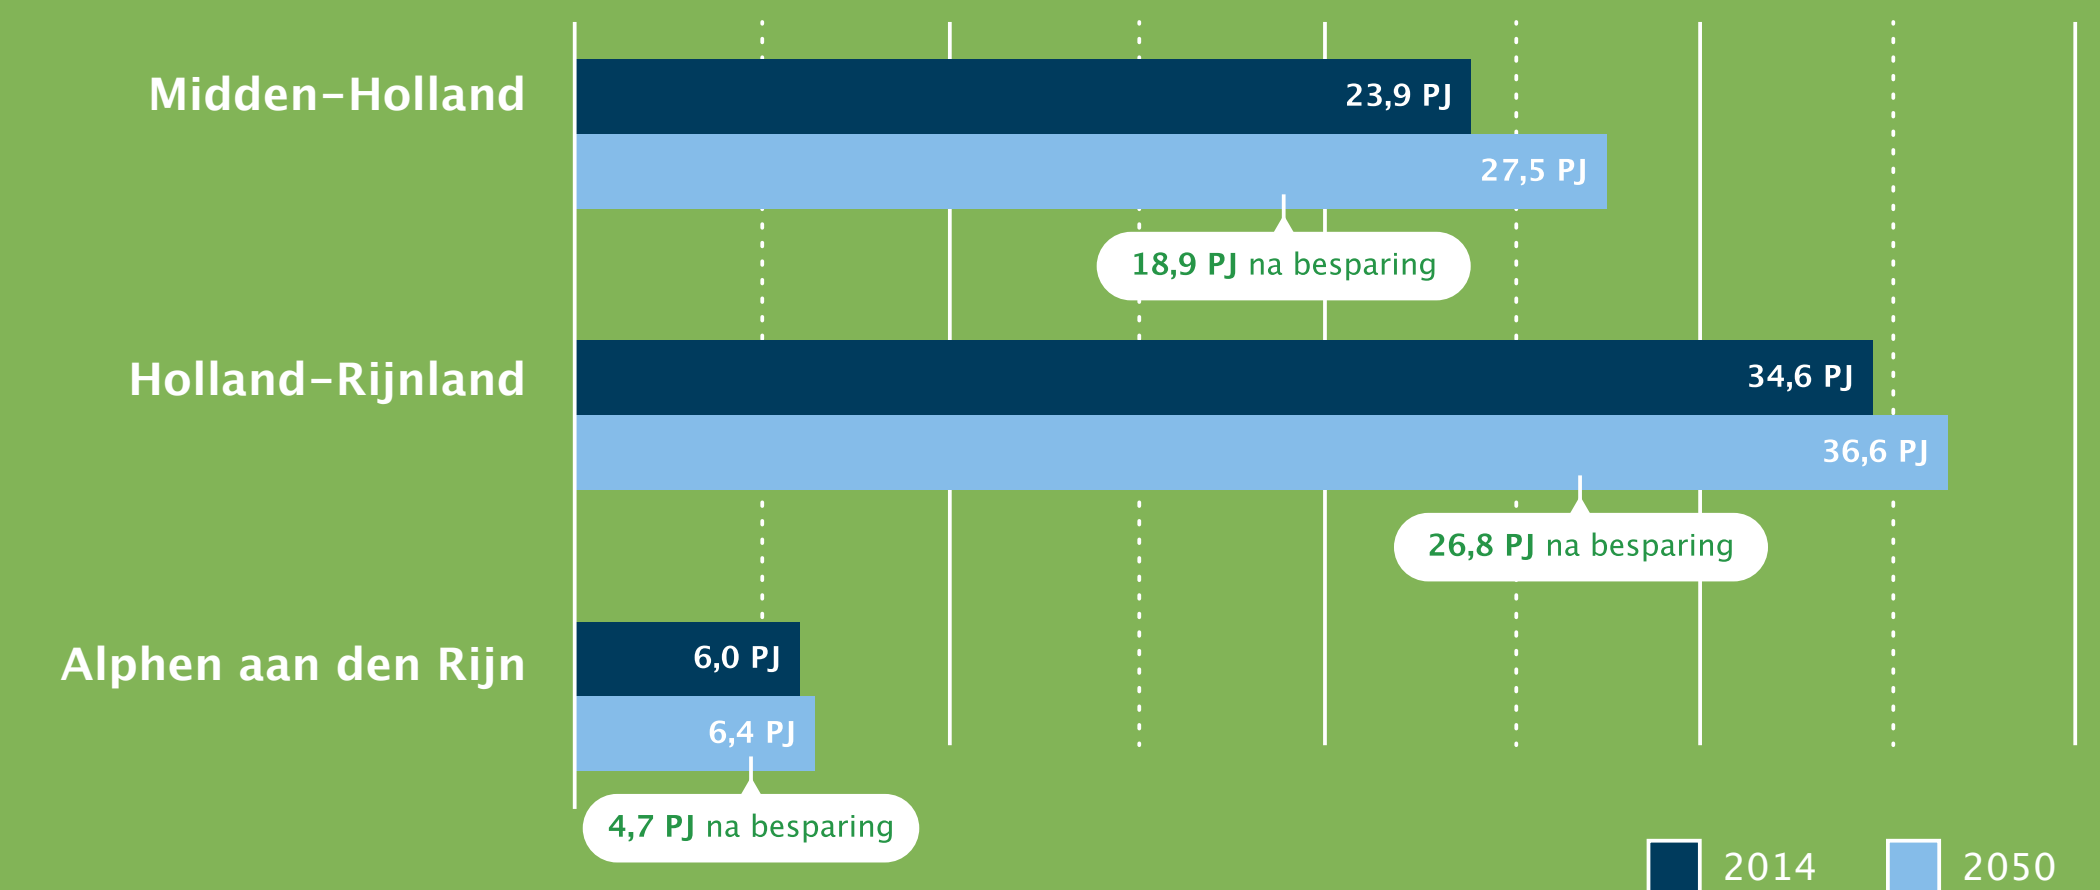 Midden-Holland
23,9 PJ
27,5 PJ
18,9 PJ na besparing
Holland-Rijnland
34,6 PJ
36,6 PJ
26,8 PJ na besparing
Alphen aan den Rijn
6,0 PJ
6,4 PJ
4,7 PJ na besparing
2014
2050